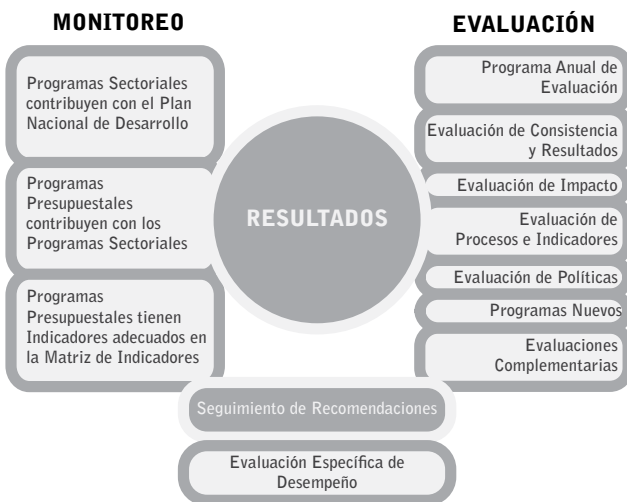 MONITOREO
Programas Sectoriales
contribuyen con el Plan
Nacional de Desarrollo
Programas
Presupuestales
contribuyen con los
Programas Sectoriales
Programas
Presupuestales tienen
Indicadores adecuados en
la Matriz de Indicadores
RESULTADOS
EVALUACIÓN
Programa Anual de
Evaluación
Evaluación de Consistencia
y Resultados
Evaluación de Impacto
Evaluación de
Procesos e Indicadores
Evaluación de Políticas
Programas Nuevos
Evaluaciones
Complementarias
Seguimiento de Recomendaciones
Evaluación Específica de
Desempeño